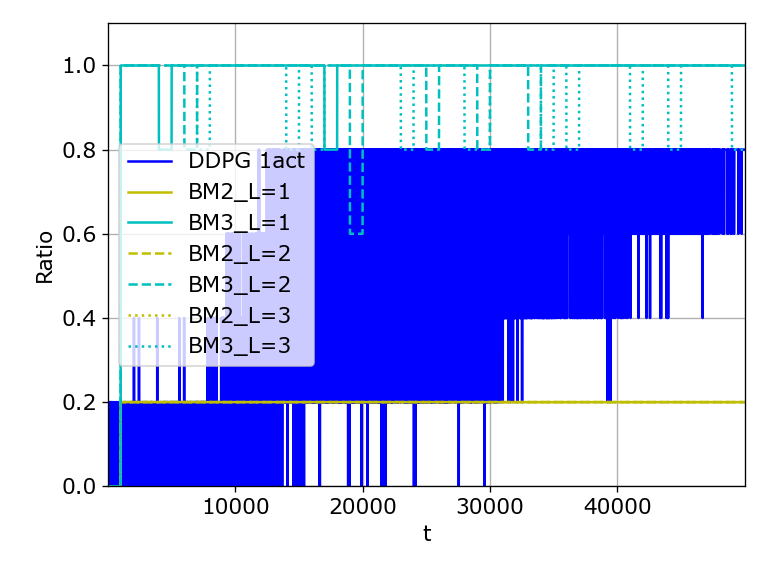 1.0
0.8
0.6
0.4
0.2
0.0
Ratio
DDPG 1act
BM2_L=1
BM3_L=1
BM2_L=2
BM3_L=2
BM2_L=3
BM3_L=3
10000 20000 30000 40000
t